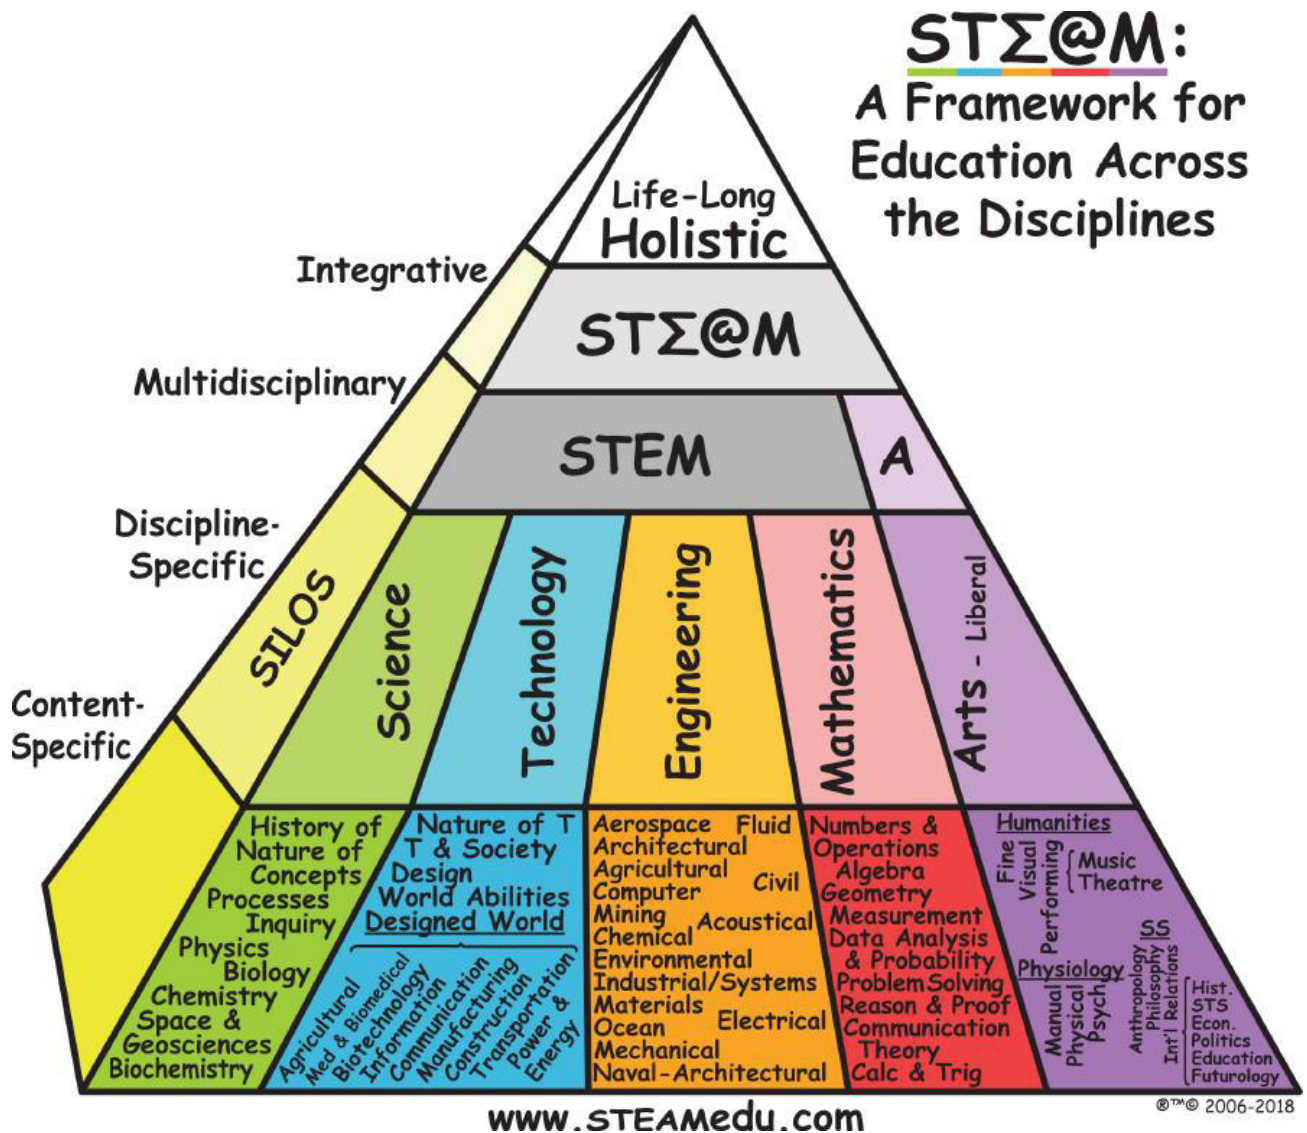 STΣ@M:
A Framework for
Education Across
the Disciplines
Life-Long
Holistic
Integrative
STΣ@M
Multidisciplinary
STEM
A
Discipline-
Specific
SILOS
Science
Technology
Engineering
Mathematics
Arts - Liberal
Content-
Specific
History of
Nature of
Concepts
Processes
Inquiry
Physics
Biology
Chemistry
Space &
Geosciences
Biochemistry
Nature of T
T & Society
Design
World Abilities
Designed World
Agricultural
Med & Biomedical
Biotechnology
Information
Communication
Manufacturing
Construction
Transportation
Power &
Energy
Aerospace Fluid
Architectural
Agricultural
Computer Civil
Mining
Acoustical
Chemical
Environmental
Industrial/Systems
Materials
Ocean Electrical
Mechanical
Naval-Architectural
Numbers &
Operations
Algebra
Geometry
Measurement
Data Analysis
& Probability
Problem Solving
Reason & Proof
Communication
Theory
Calc & Trig
Humanities
Fine
Visual
Performing
Music
Theatre
Physiology
Manual
Physical
Psych.
SS
Anthropology
Philosophy
Int'l Relations
Hist.
STS
Econ.
Politics
Education
Futurology
®™© 2006-2018
www.STEAMedu.com